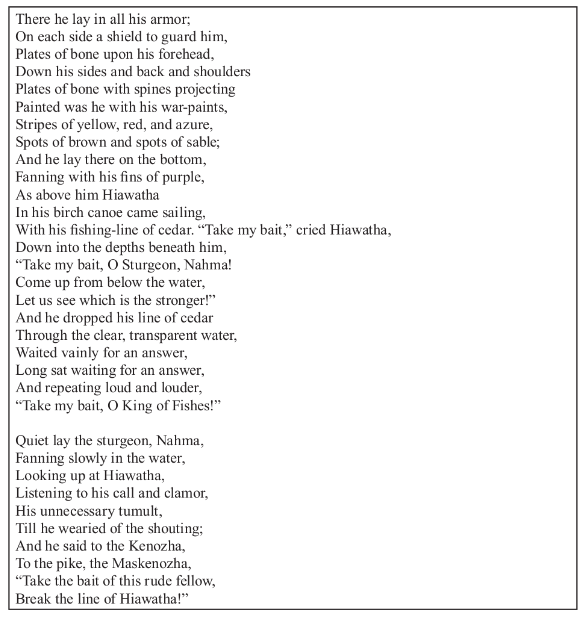 There he lay in all his armor;
On each side a shield to guard him,
Plates of bone upon his forehead,
Down his sides and back and shoulders
Plates of bone with spines projecting
Painted was he with his war-paints,
Stripes of yellow, red, and azure,
Spots of brown and spots of sable;
And he lay there on the bottom,
Fanning with his fins of purple,
As above him Hiawatha
In his birch canoe came sailing,
With his fishing-line of cedar. “Take my bait,” cried Hiawatha,
Down into the depths beneath him,
“Take my bait, O Sturgeon, Nahma!
Come up from below the water,
Let us see which is the stronger!”
And he dropped his line of cedar
Through the clear, transparent water,
Waited vainly for an answer,
Long sat waiting for an answer,
And repeating loud and louder,
“Take my bait, O King of Fishes!”

Quiet lay the sturgeon, Nahma,
Fanning slowly in the water,
Looking up at Hiawatha,
Listening to his call and clamor,
His unnecessary tumult,
Till he wearied of the shouting;
And he said to the Kenozha,
To the pike, the Maskenozha,
“Take the bait of this rude fellow,
Break the line of Hiawatha!”